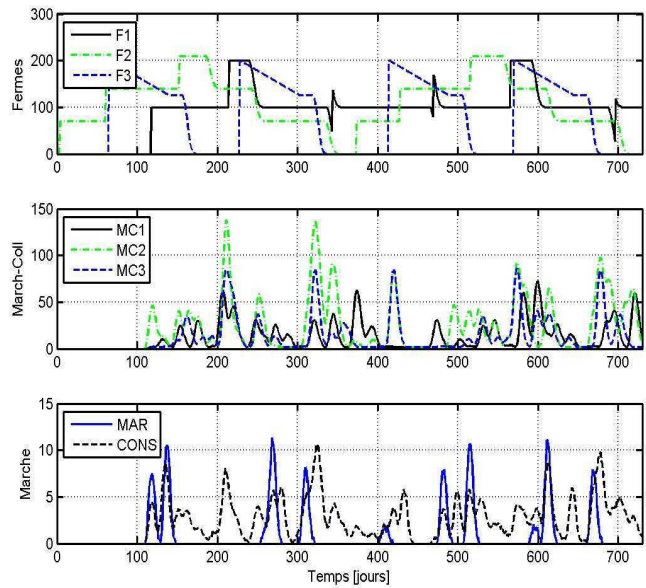 300
200
100
0
Fermes
F1
F2
F3
0 100 200 300 400 500 600 700
150
100
50
0
March-Coll
MC1
MC2
MC3
0 100 200 300 400 500 600 700
15
10
5
0
Marche
MAR
CONS
0 100 200 300 400 500 600 700
Temps [jours]